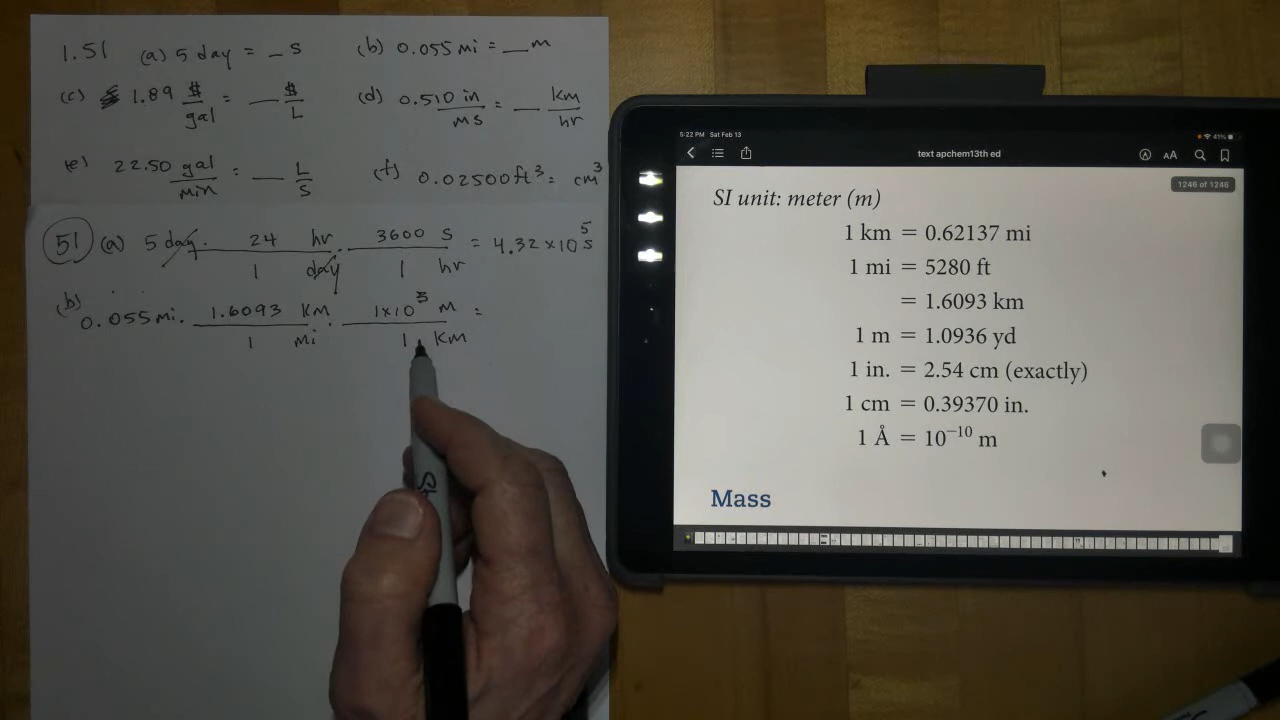 1.51 (a) 5 day = _ s (b) 0.055 mi = _ m
(c) 1.89 $/gal = _ $/L (d) 0.510 in/ms = _ km/hr
(e) 22.50 gal/min = _ L/s (f) 0.02500 ft³ = cm³
51 (a) 5 day · 24 hr / 1 day · 3600 s / 1 hr = 4.32 × 10⁵ s
(b) 0.055 mi · 1.6093 km / 1 mi · 1×10³ m / 1 km =
5:22 PM Sat Feb 13 41%
text apchem13th ed
AA
1246 of 1246
SI unit: meter (m)
1 km = 0.62137 mi
1 mi = 5280 ft
= 1.6093 km
1 m = 1.0936 yd
1 in. = 2.54 cm (exactly)
1 cm = 0.39370 in.
1 Å = 10⁻¹⁰ m
Mass